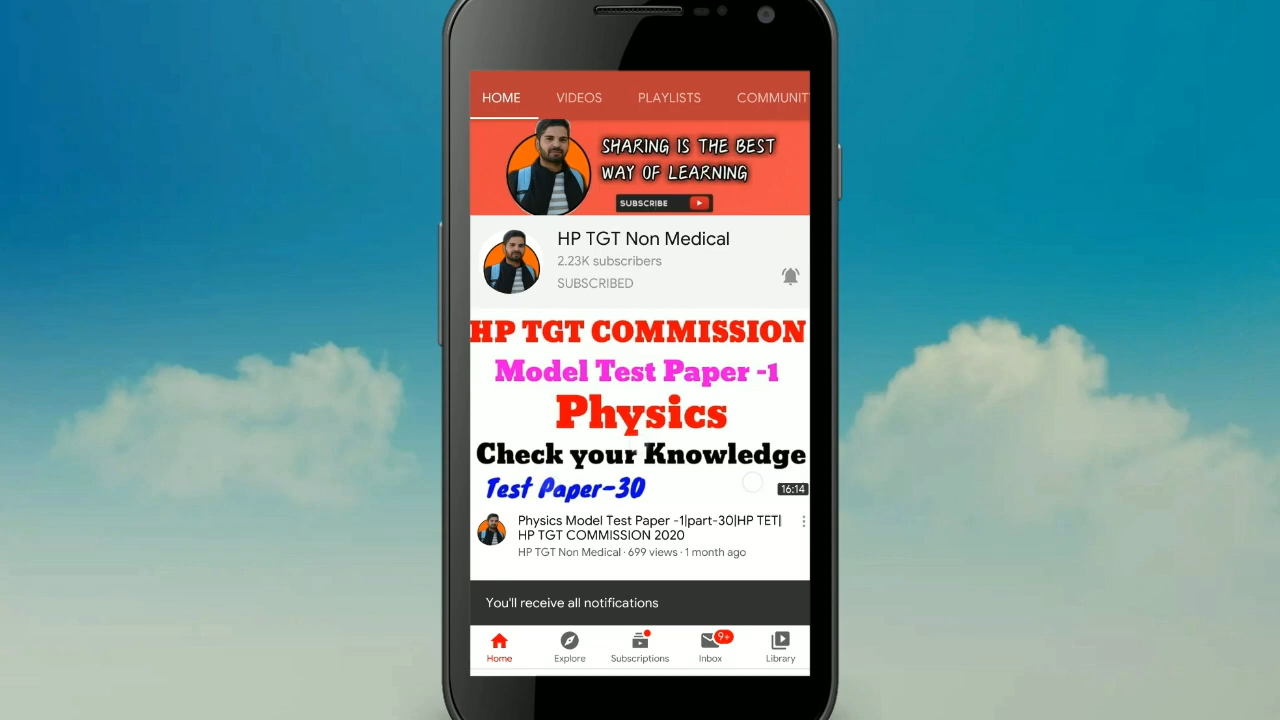 HOME VIDEOS PLAYLISTS COMMUNIT
SHARING IS THE BEST
WAY OF LEARNING
SUBSCRIBE
HP TGT Non Medical
2.23K subscribers
SUBSCRIBED
HP TGT COMMISSION
Model Test Paper -1
Physics
Check your Knowledge
Test Paper-30
16:14
Physics Model Test Paper -1|part-30|HP TET|
HP TGT COMMISSION 2020
HP TGT Non Medical · 699 views · 1 month ago
You'll receive all notifications
9+
Home Explore Subscriptions Inbox Library